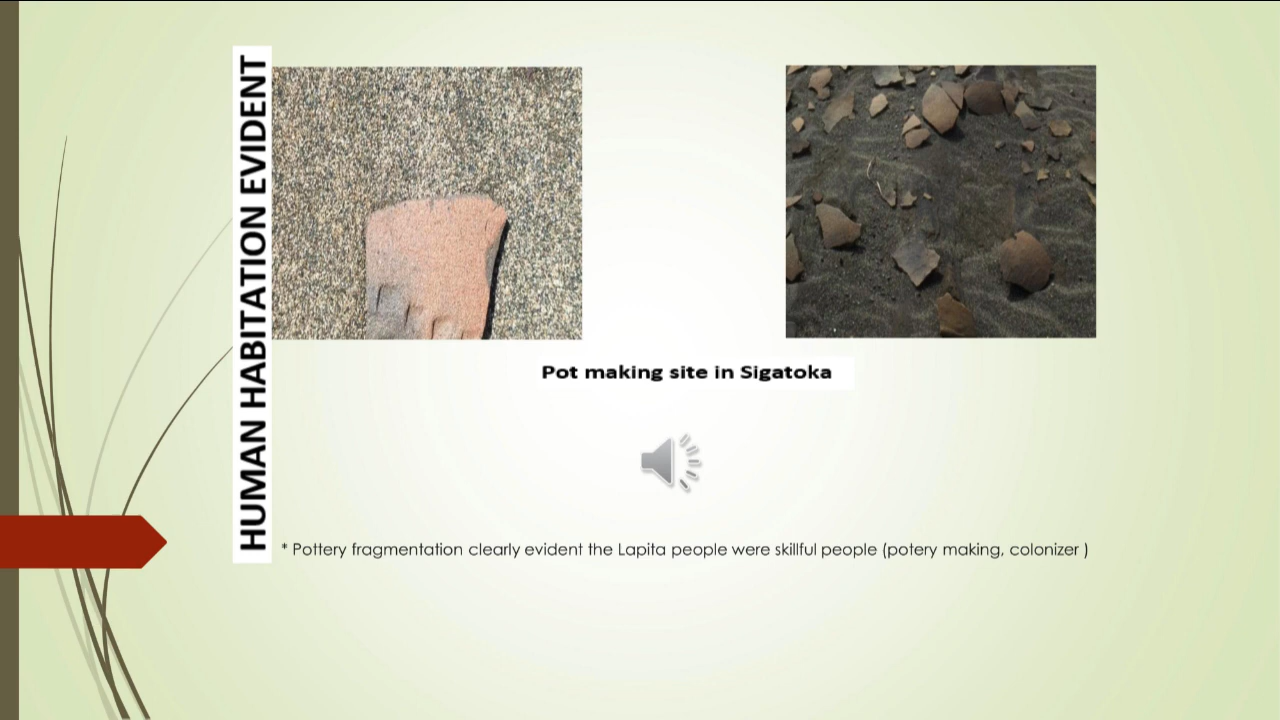 HUMAN HABITATION EVIDENT
Pot making site in Sigatoka
* Pottery fragmentation clearly evident the Lapita people were skillful people (potery making, colonizer )